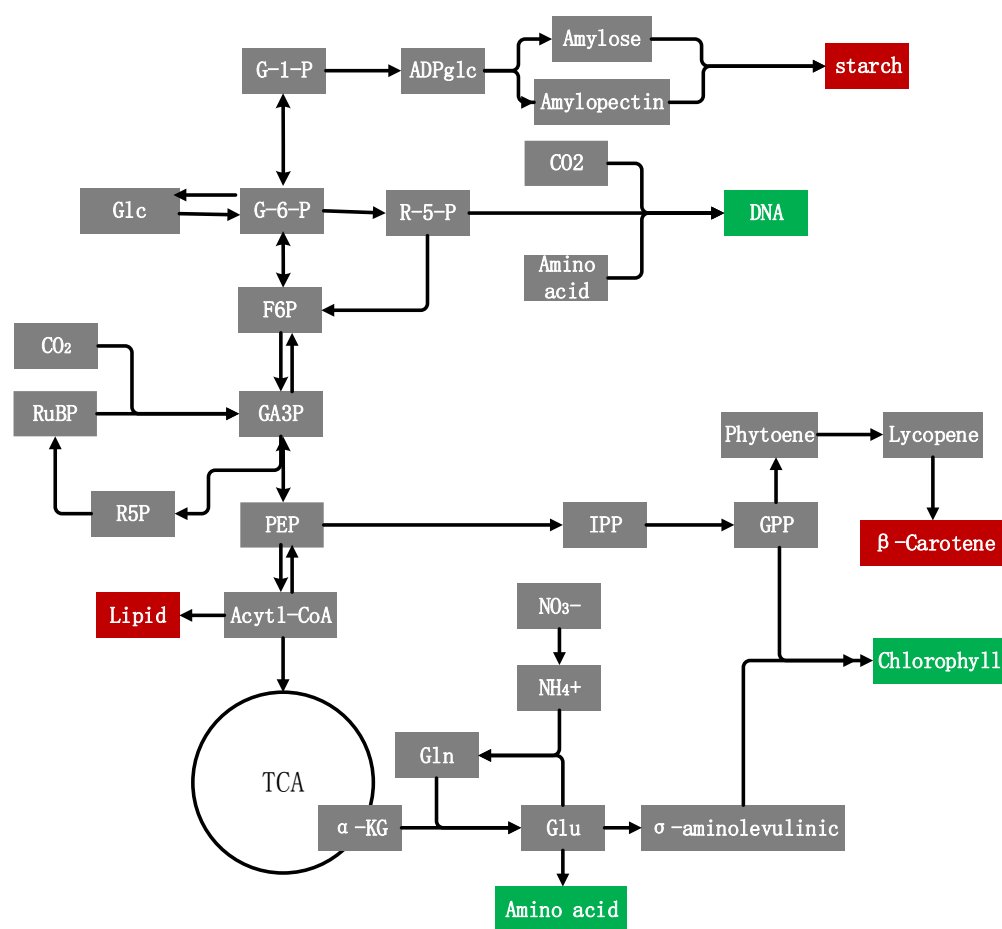 Amylose
starch
G-1-P
ADPglc
Amylopectin
CO2
Glc
G-6-P
R-5-P
DNA
Amino
acid
F6P
CO₂
RuBP
GA3P
Phytoene
Lycopene
R5P
PEP
IPP
GPP
β-Carotene
Lipid
Acytl-CoA
NO₃-
Chlorophyll
NH₄+
Gln
TCA
α-KG
Glu
σ-aminolevulinic
Amino acid